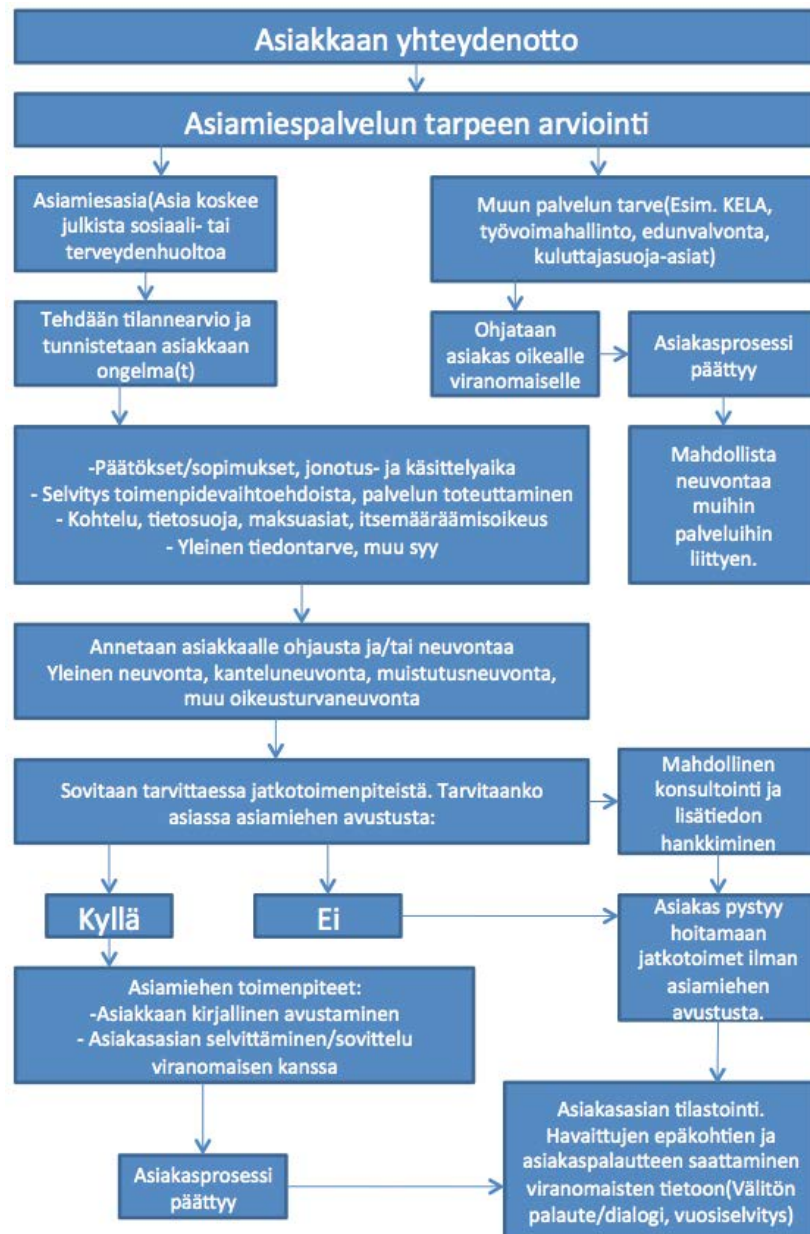 Asiakkaan yhteydenotto
Asiamiespalvelun tarpeen arviointi
Asiamiesasia(Asia koskee
julkista sosiaali- tai
terveydenhuoltoa
Muun palvelun tarve(Esim. KELA,
työvoimahallinto, edunvalvonta,
kuluttajasuoja-asiat)
Tehdään tilannearvio ja
tunnistetaan asiakkaan
ongelma(t)
Ohjataan
asiakas oikealle
viranomaiselle
Asiakasprosessi
päättyy
-Päätökset/sopimukset, jonotus- ja käsittelyaika
- Selvitys toimenpidevaihtoehdoista, palvelun toteuttaminen
- Kohtelu, tietosuoja, maksuasiat, itsemääräämisoikeus
- Yleinen tiedontarve, muu syy
Mahdollista
neuvontaa
muihin
palveluihin
liittyen.
Annetaan asiakkaalle ohjausta ja/tai neuvontaa
Yleinen neuvonta, kanteluneuvonta, muistutusneuvonta,
muu oikeusturvaneuvonta
Sovitaan tarvittaessa jatkotoimenpiteistä. Tarvitaanko
asiassa asiamiehen avustusta:
Mahdollinen
konsultointi ja
lisätiedon
hankkiminen
Kyllä
Ei
Asiakas pystyy
hoitamaan
jatkotoimet ilman
asiamiehen
avustusta.
Asiamiehen toimenpiteet:
-Asiakkaan kirjallinen avustaminen
- Asiakasasian selvittäminen/sovittelu
viranomaisen kanssa
Asiakasprosessi
päättyy
Asiakasasian tilastointi.
Havaittujen epäkohtien ja
asiakaspalautteen saattaminen
viranomaisten tietoon(Välitön
palaute/dialogi, vuosiselvitys)